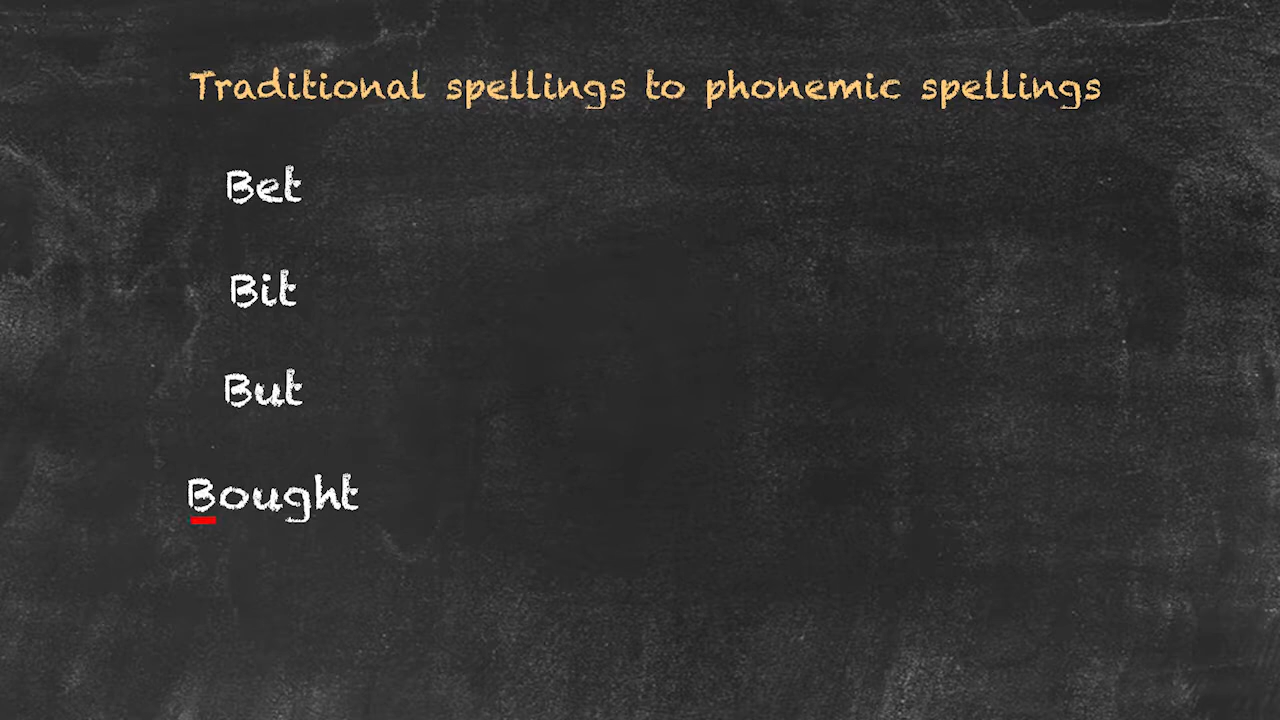 Traditional spellings to phonemic spellings
Bet
Bit
But
Bought